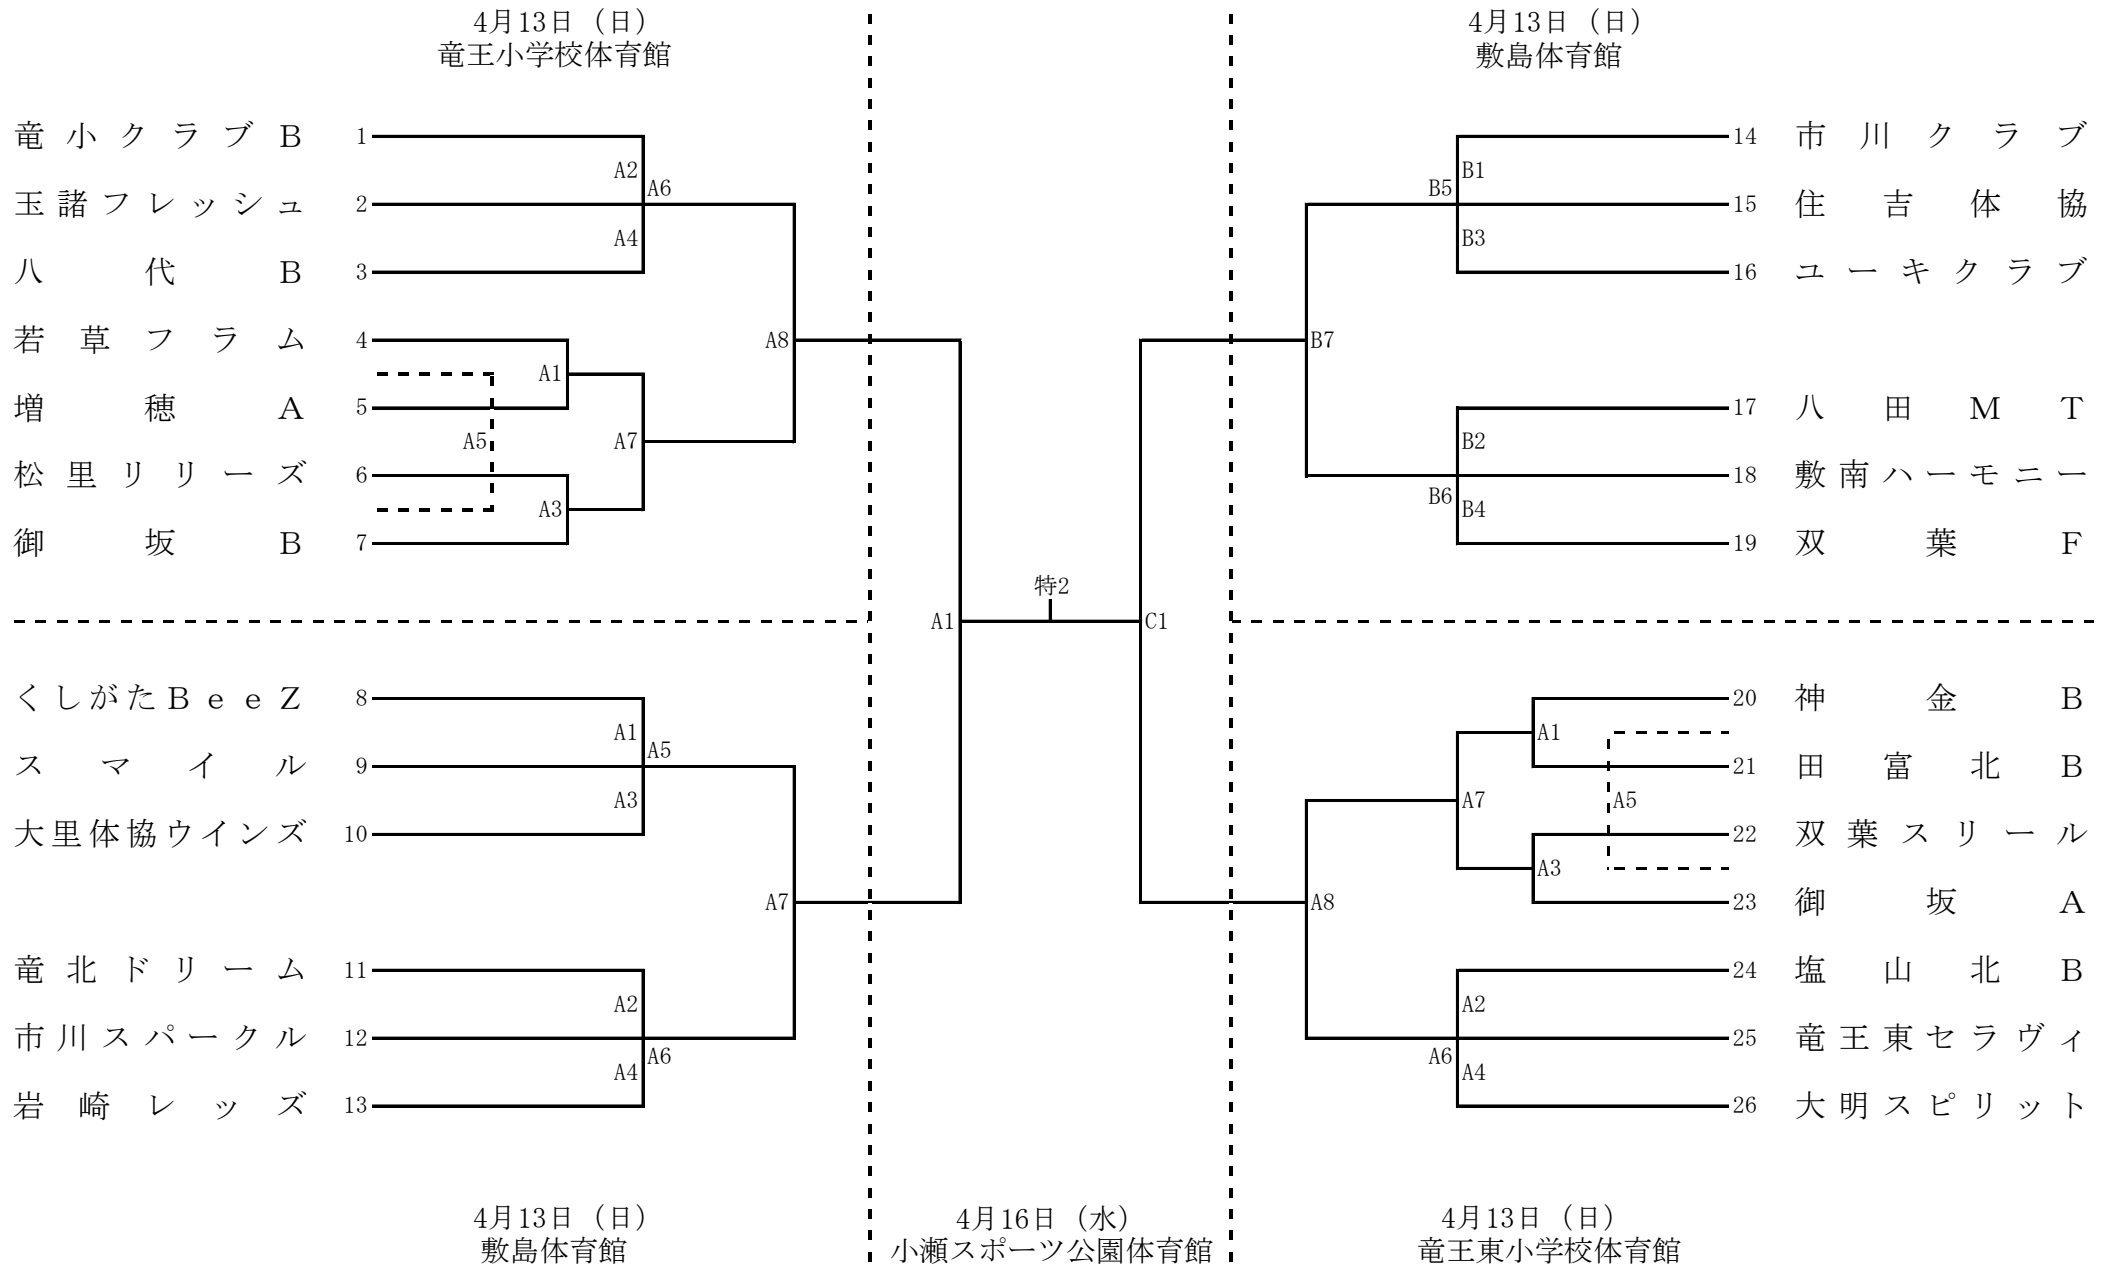 4月13日（日）
竜王小学校体育館
4月13日（日）
敷島体育館
竜小クラブB 1
玉諸フレッシュ 2
八代B 3
若草フラム 4
増穂A 5
松里リリーズ 6
御坂B 7
A2
A6
A4
A8
A1
A5
A7
A3
14 市川クラブ
15 住吉体協
16 ユーキクラブ
17 八田MT
18 敷南ハーモニー
19 双葉F
B1
B5
B3
B7
B2
B6
B4
特2
A1
C1
くしがたBeeZ 8
スマイル 9
大里体協ウインズ 10
竜北ドリーム 11
市川スパークル 12
岩崎レッズ 13
A1
A5
A3
A7
A2
A6
A4
20 神金B
21 田富北B
22 双葉スリール
23 御坂A
24 塩山北B
25 竜王東セラヴィ
26 大明スピリット
A1
A7
A5
A3
A8
A2
A6
A4
4月13日（日）
敷島体育館
4月16日（水）
小瀬スポーツ公園体育館
4月13日（日）
竜王東小学校体育館